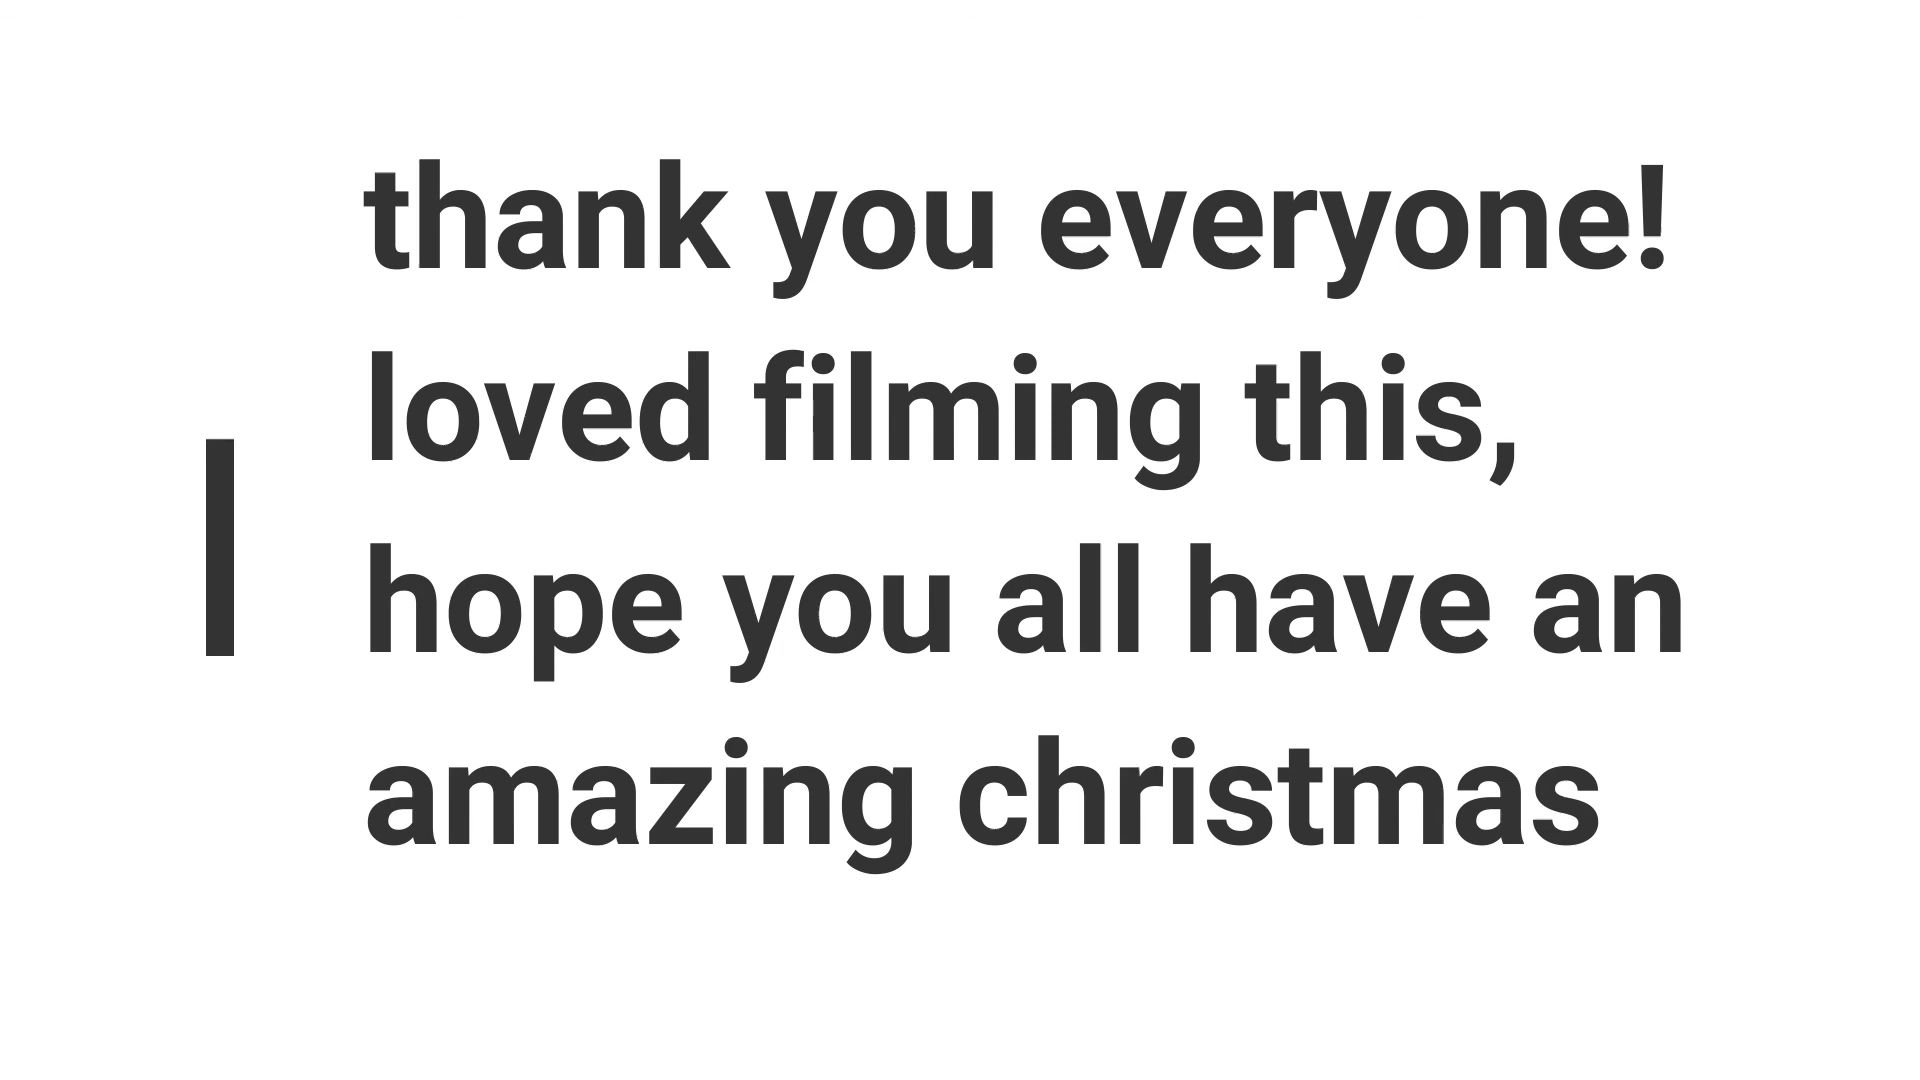 thank you everyone!
loved filming this,
hope you all have an
amazing christmas